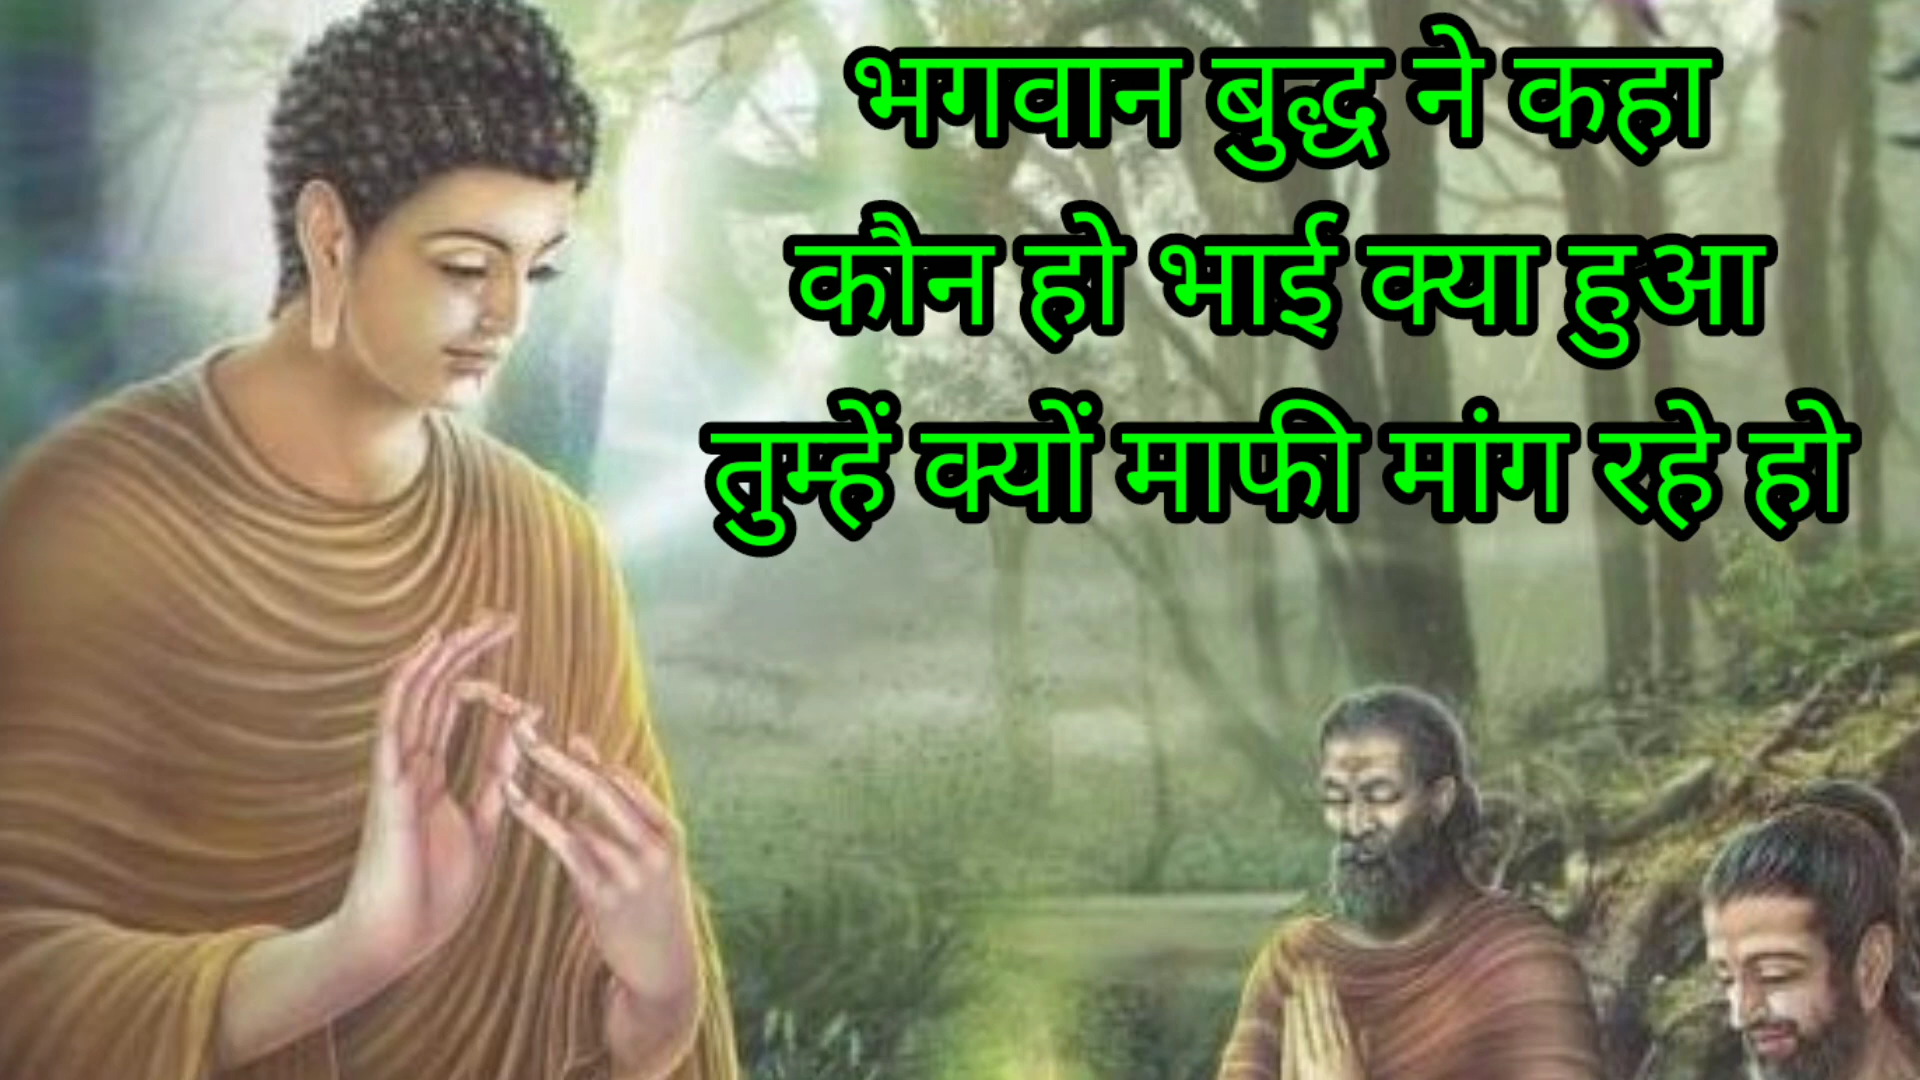 भगवान बुद्ध ने कहा
कौन हो भाई क्या हुआ
तुम्हें क्यों माफी मांग रहे हो